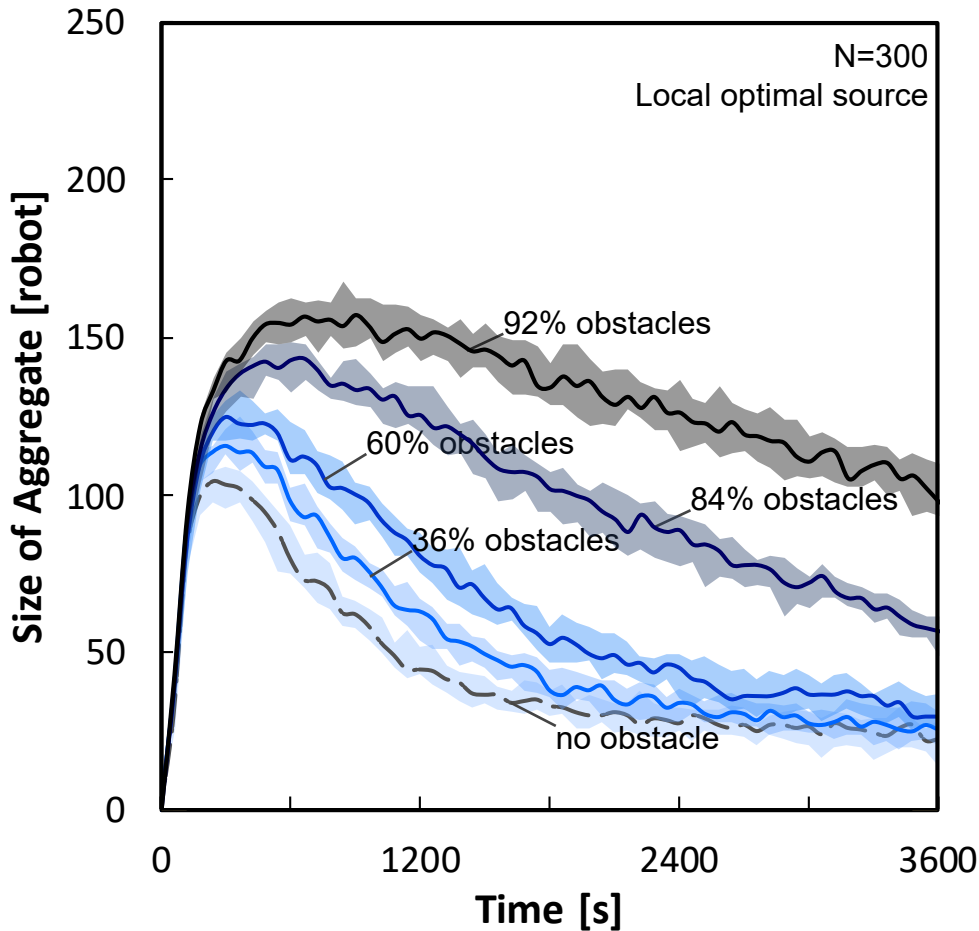 250
N=300
Local optimal source
200
150
92% obstacles
60% obstacles
100
84% obstacles
36% obstacles
50
no obstacle
0
0 1200 2400 3600
Time [s]
Size of Aggregate [robot]